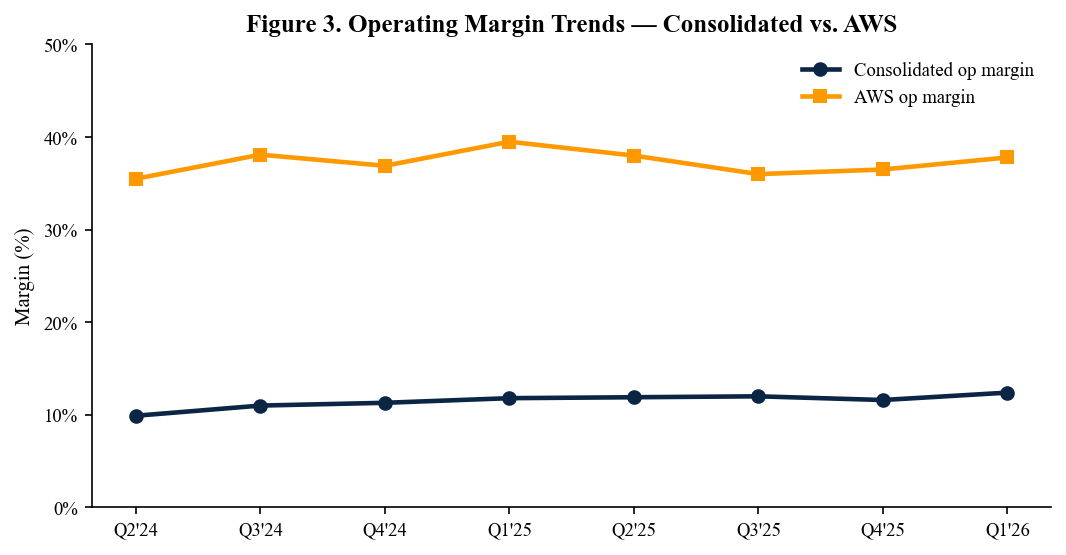 Figure 3. Operating Margin Trends — Consolidated vs. AWS
Consolidated op margin
AWS op margin
Margin (%)
50%
40%
30%
20%
10%
0%
Q2'24 Q3'24 Q4'24 Q1'25 Q2'25 Q3'25 Q4'25 Q1'26